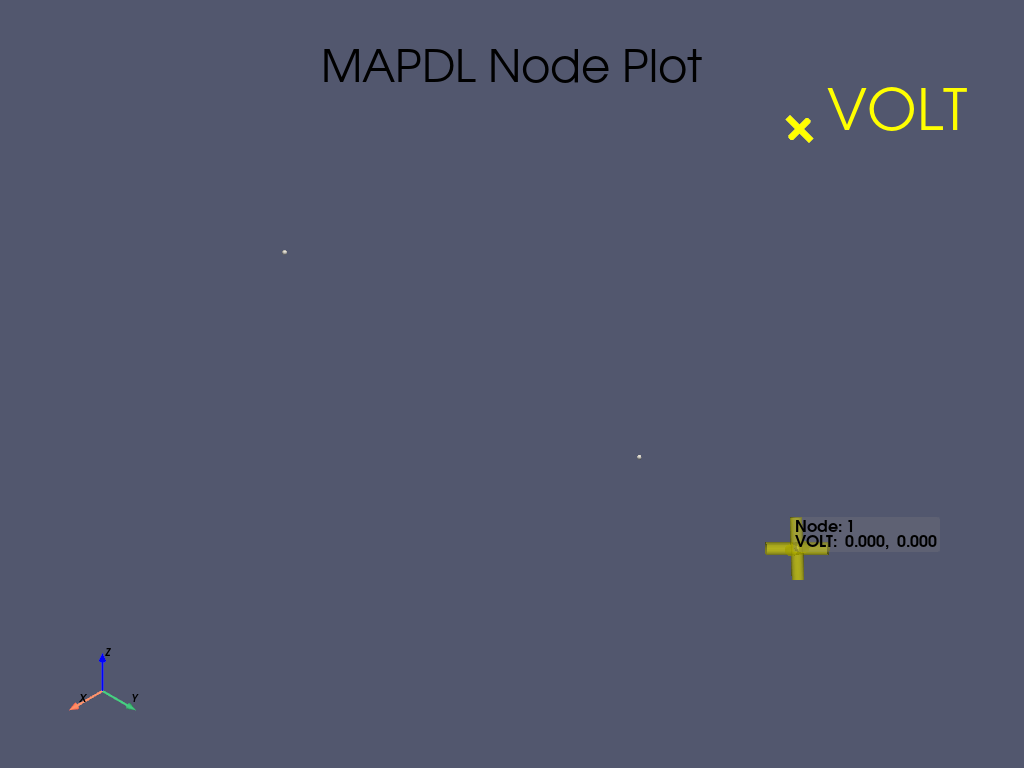 MAPDL Node Plot
VOLT
Node: 1
VOLT: 0.000, 0.000
Z
X
Y